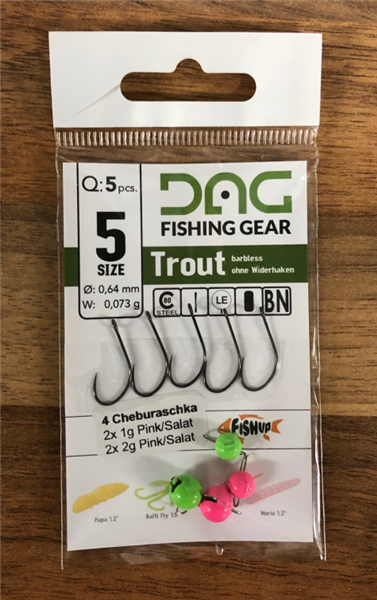 Q: 5 pcs.
5
SIZE
Ø: 0,64 mm
W: 0,073 g
DAG
FISHING GEAR
Trout
barbless
ohne Widerhaken
C
80
STEEL
LE
BN
4 Cheburaschka
2x 1g Pink/Salat
2x 2g Pink/Salat
FISHUP
Pupa 1.2"
Baffi Fly 1.5"
Morio 1.2"